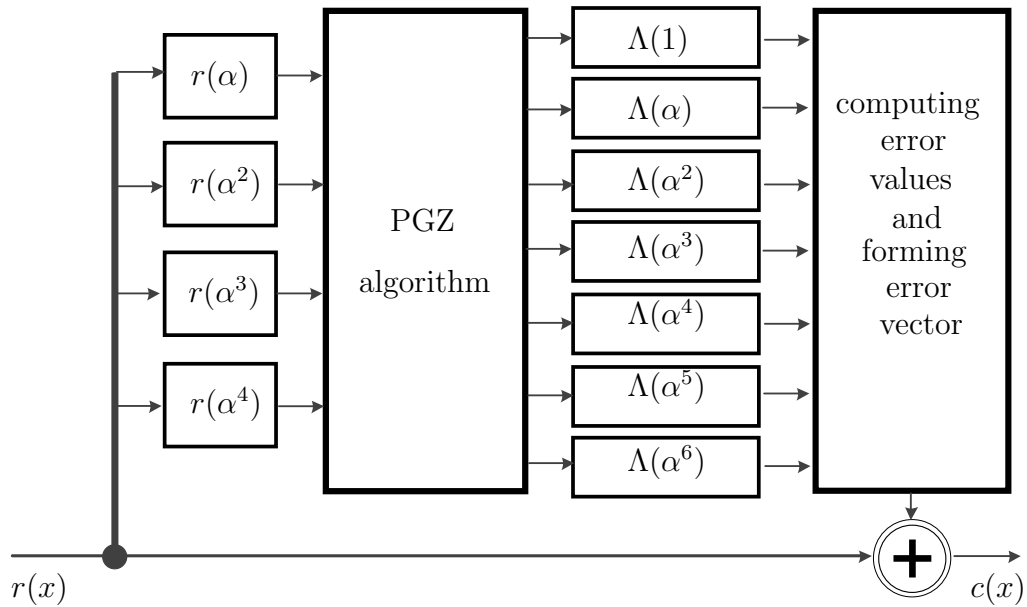 r(α)
r(α²)
r(α³)
r(α⁴)
PGZ
algorithm
Λ(1)
Λ(α)
Λ(α²)
Λ(α³)
Λ(α⁴)
Λ(α⁵)
Λ(α⁶)
computing
error
values
and
forming
error
vector
+
r(x)
c(x)